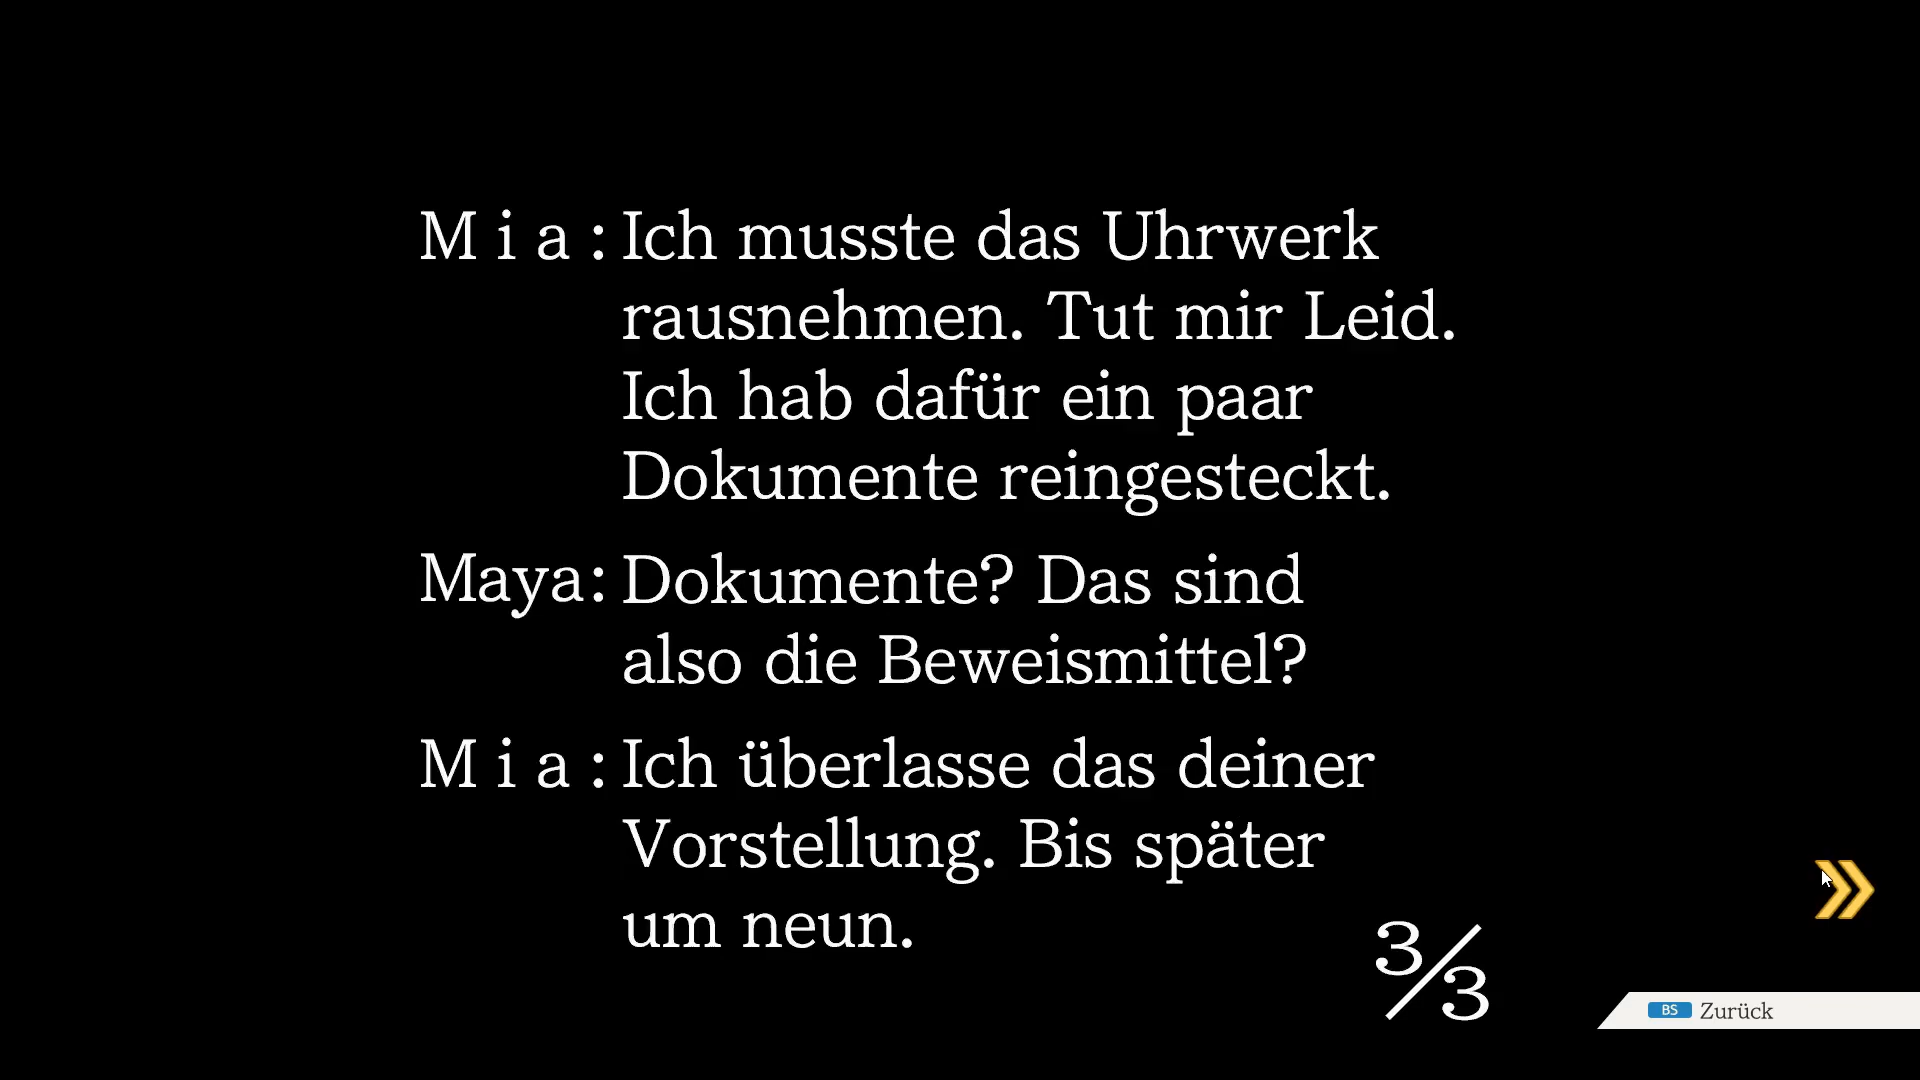 M i a : Ich musste das Uhrwerk
rausnehmen. Tut mir Leid.
Ich hab dafür ein paar
Dokumente reingesteckt.
Maya: Dokumente? Das sind
also die Beweismittel?
M i a : Ich überlasse das deiner
Vorstellung. Bis später
um neun.
3/3
BS Zurück